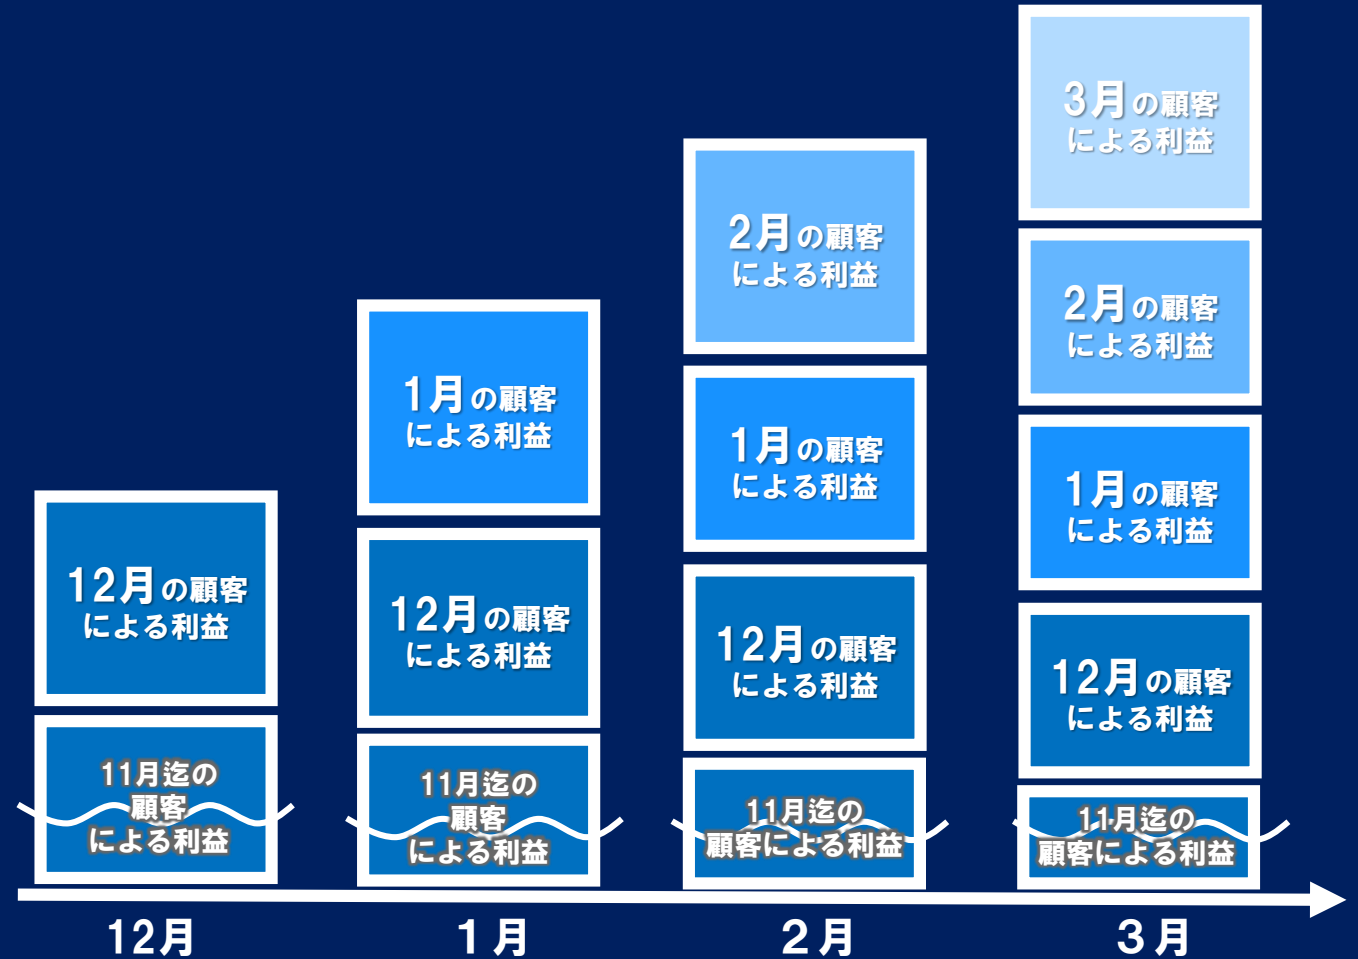 12月の顧客
による利益
11月迄の
顧客
による利益
12月
1月の顧客
による利益
12月の顧客
による利益
11月迄の
顧客
による利益
1月
2月の顧客
による利益
1月の顧客
による利益
12月の顧客
による利益
11月迄の
顧客による利益
2月
3月の顧客
による利益
2月の顧客
による利益
1月の顧客
による利益
12月の顧客
による利益
11月迄の
顧客による利益
3月